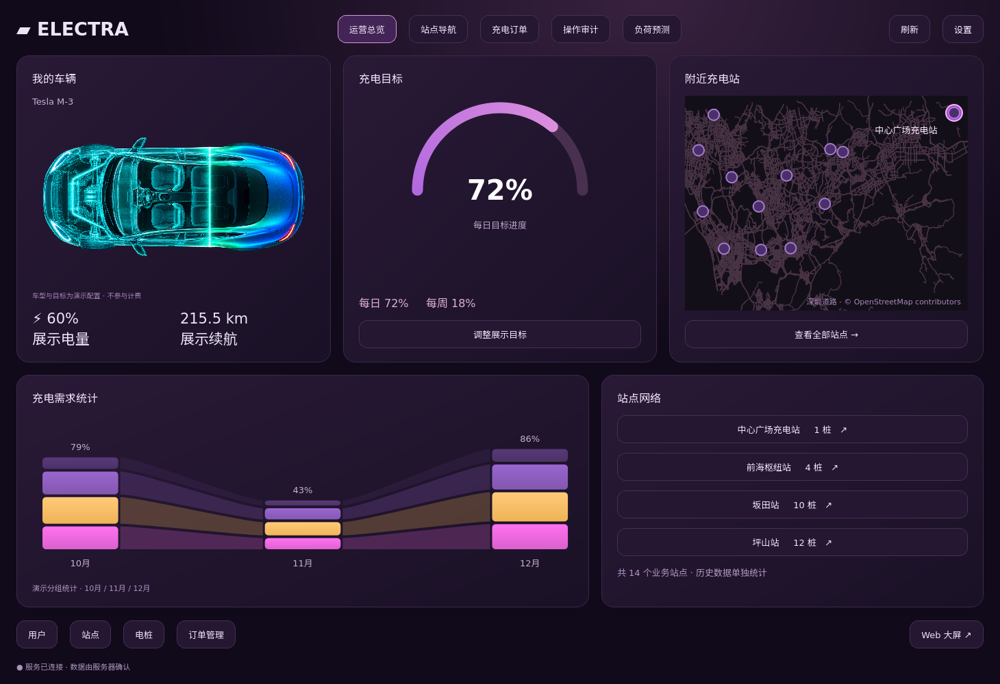 ▰ ELECTRA
运营总览
站点导航
充电订单
操作审计
负荷预测
刷新
设置
我的车辆
Tesla M-3
车型与目标为演示配置 · 不参与计费
⚡ 60%
展示电量
215.5 km
展示续航
充电目标
72%
每日目标进度
每日 72%
每周 18%
调整展示目标
附近充电站
中心广场充电站
深圳道路 · © OpenStreetMap contributors
查看全部站点 →
充电需求统计
79%
43%
86%
10月
11月
12月
演示分组统计 · 10月 / 11月 / 12月
站点网络
中心广场充电站 1 桩 ↗
前海枢纽站 4 桩 ↗
坂田站 10 桩 ↗
坪山站 12 桩 ↗
共 14 个业务站点 · 历史数据单独统计
用户
站点
电桩
订单管理
Web 大屏 ↗
● 服务已连接 · 数据由服务器确认